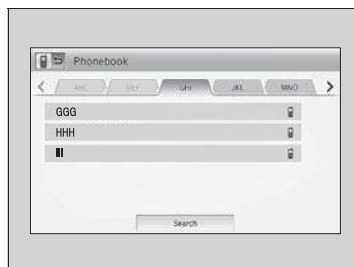 Phonebook
ABC DEF GHI JKL MNO
GGG
HHH
III
Search